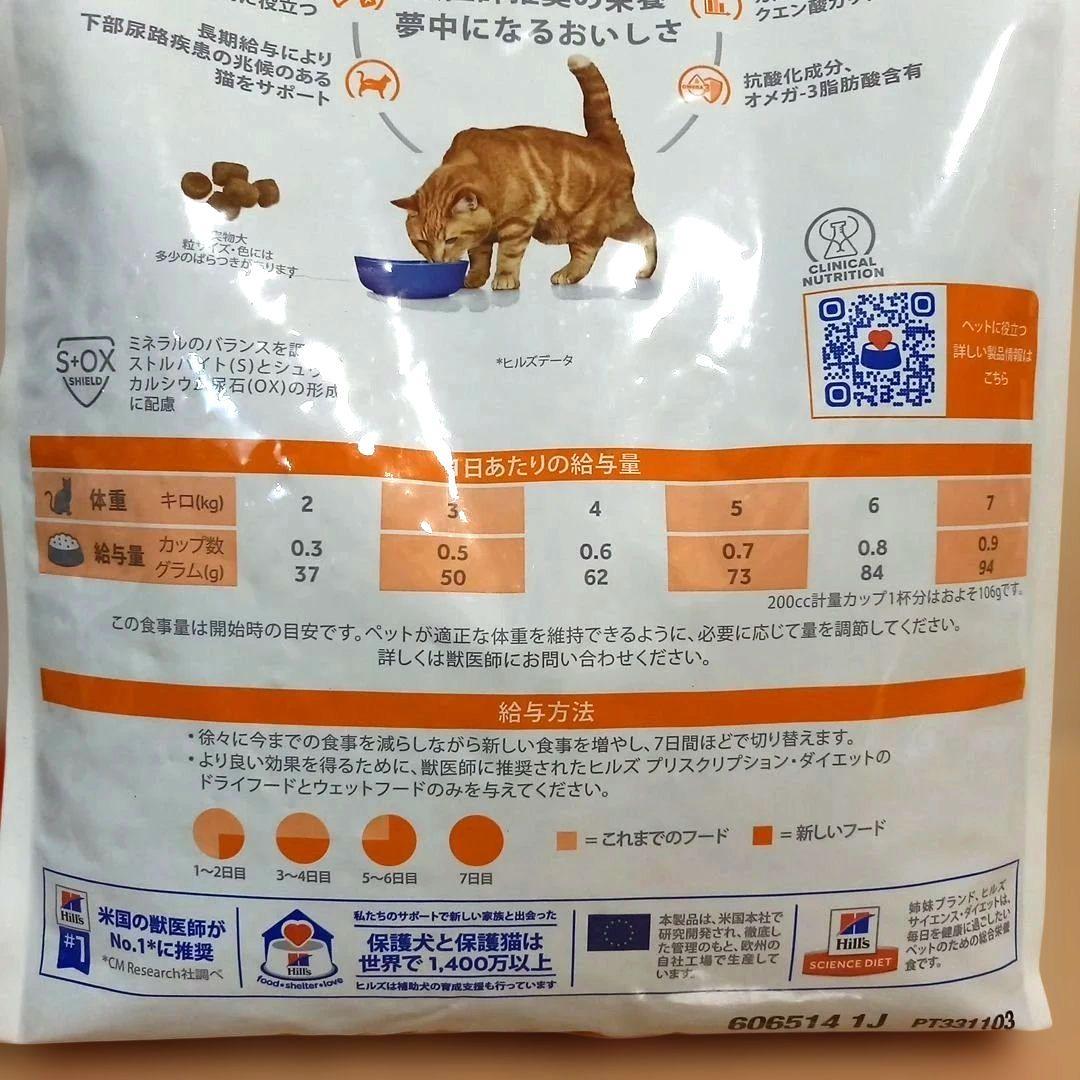 に役立つ
長期給与により
下部尿路疾患の兆候のある
猫をサポート
夢中になるおいしさ
クエン酸カ
抗酸化成分、
オメガ-3脂肪酸含有
実物大
粒サイズ・色には
多少のばらつきがあります
CLINICAL
NUTRITION
S+OX
SHIELD
ミネラルのバランスを調
ストルバイト(S)とシュウ
カルシウム尿石(OX)の形成
に配慮
*ヒルズデータ
ペットに役立つ
詳しい製品情報は
こちら
1日あたりの給与量
体重 キロ(kg) 2 3 4 5 6 7
給与量 カップ数 0.3 0.5 0.6 0.7 0.8 0.9
グラム(g) 37 50 62 73 84 94
200cc計量カップ1杯分はおよそ106gです。
この食事量は開始時の目安です。ペットが適正な体重を維持できるように、必要に応じて量を調節してください。
詳しくは獣医師にお問い合わせください。
給与方法
・徐々に今までの食事を減らしながら新しい食事を増やし、7日間ほどで切り替えます。
・より良い効果を得るために、獣医師に推奨されたヒルズ プリスクリプション・ダイエットの
ドライフードとウェットフードのみを与えてください。
1〜2日目 3〜4日目 5〜6日目 7日目
= これまでのフード = 新しいフード
Hill's
#1
米国の獣医師が
No.1*に推奨
*CM Research社調べ
Hill's
food•shelter•love
私たちのサポートで新しい家族と出会った
保護犬と保護猫は
世界で 1,400万以上
ヒルズは補助犬の育成支援も行っています
本製品は、米国本社で
研究開発され、徹底し
た管理のもと、欧州の
自社工場で生産して
います。
Hill's
SCIENCE DIET
姉妹ブランド、ヒルズ
サイエンス・ダイエットは、
毎日を健康に過ごしたい
ペットのための総合栄養
食です。
606514 1J PT331103